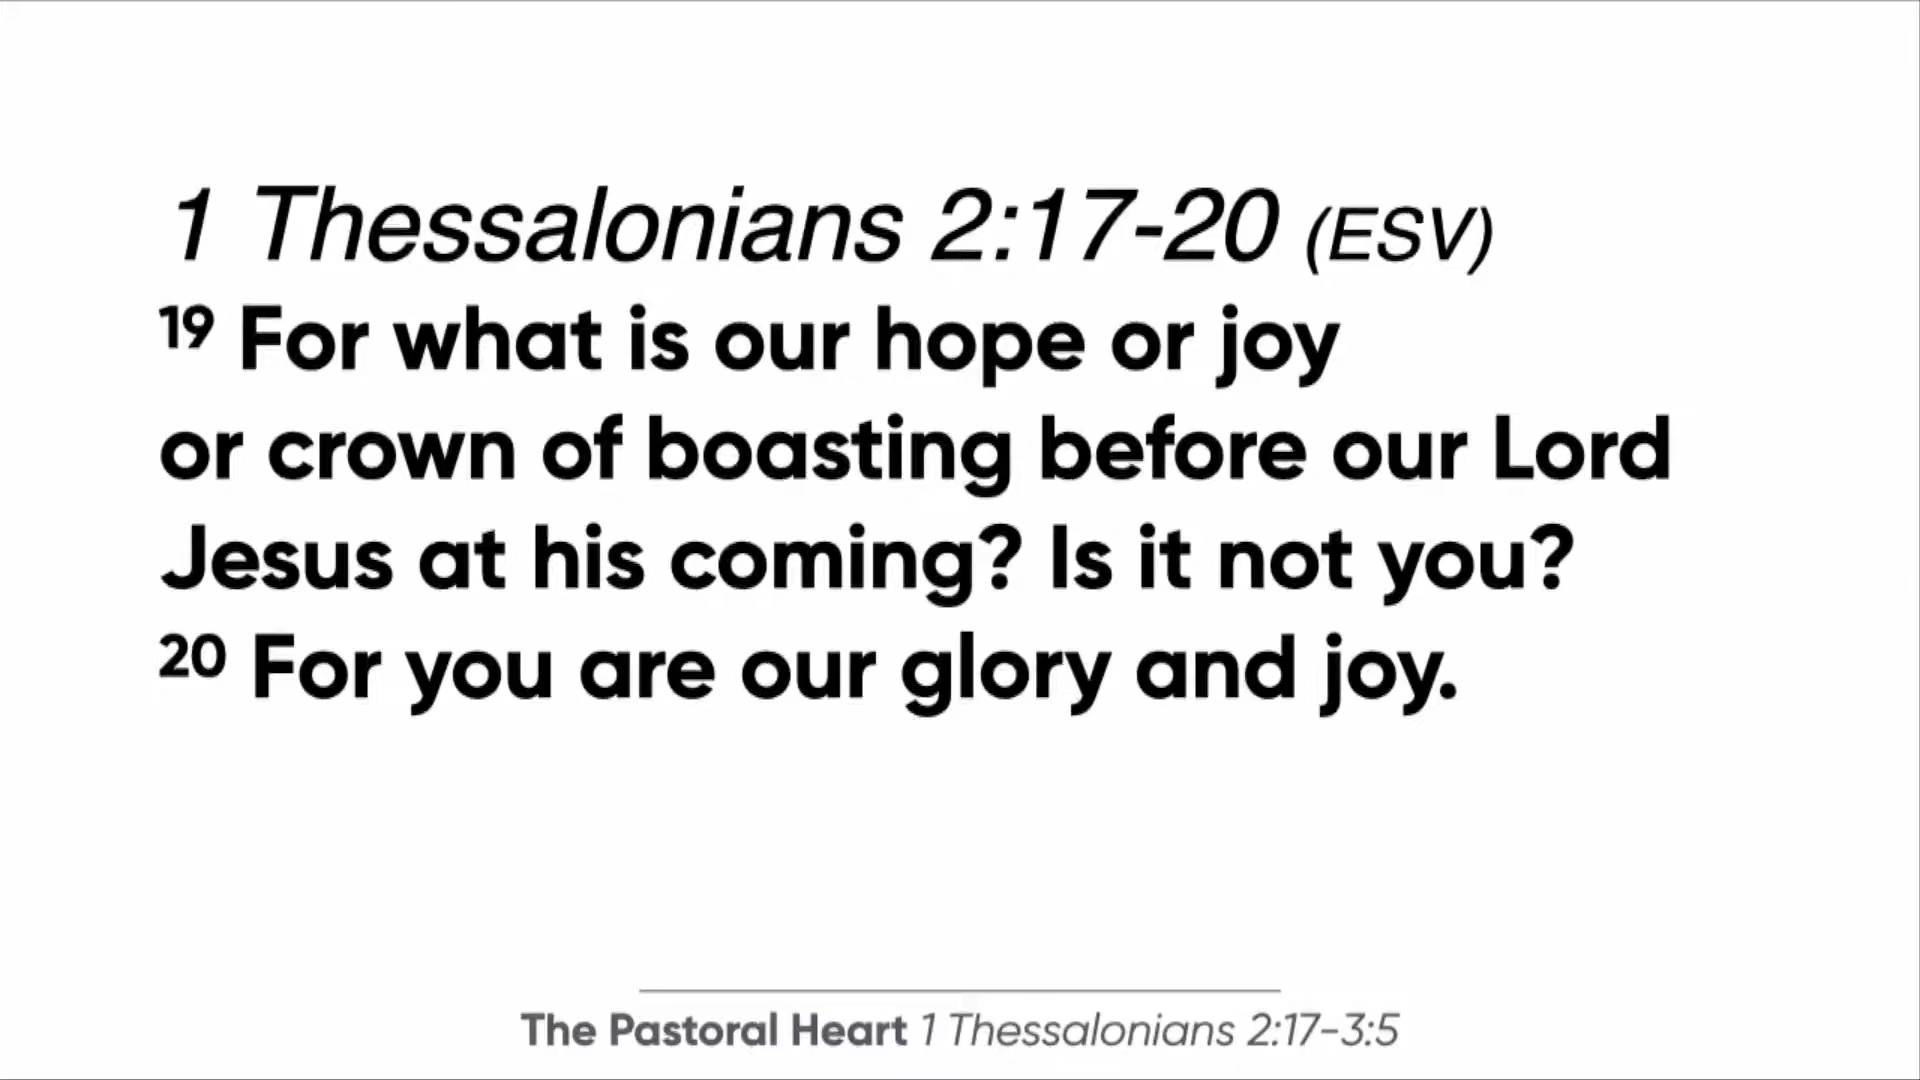 1 Thessalonians 2:17-20 (ESV)
19 For what is our hope or joy
or crown of boasting before our Lord
Jesus at his coming? Is it not you?
20 For you are our glory and joy.
The Pastoral Heart 1 Thessalonians 2:17–3:5